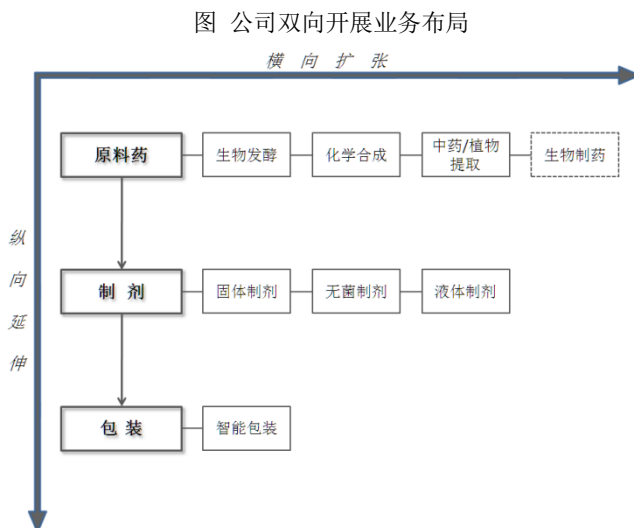 图 公司双向开展业务布局
横 向 扩 张
原料药
生物发酵
化学合成
中药/植物
提取
生物制药
纵
向
延
伸
制 剂
固体制剂
无菌制剂
液体制剂
包 装
智能包装